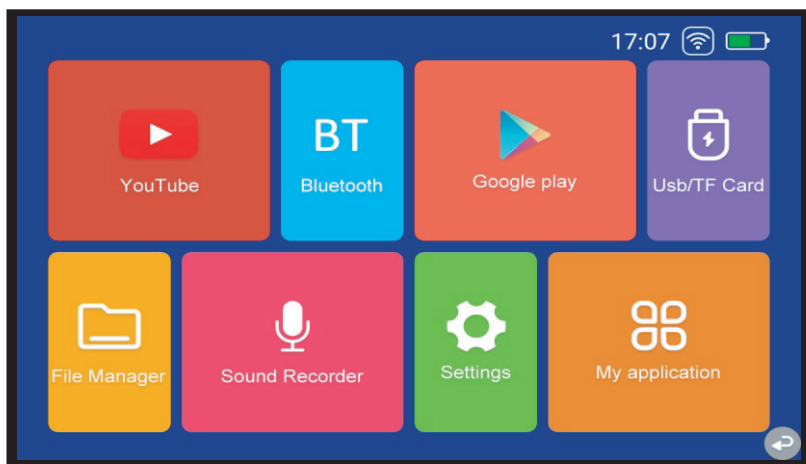 17:07
BT
YouTube
Bluetooth
Google play
Usb/TF Card
File Manager
Sound Recorder
Settings
My application